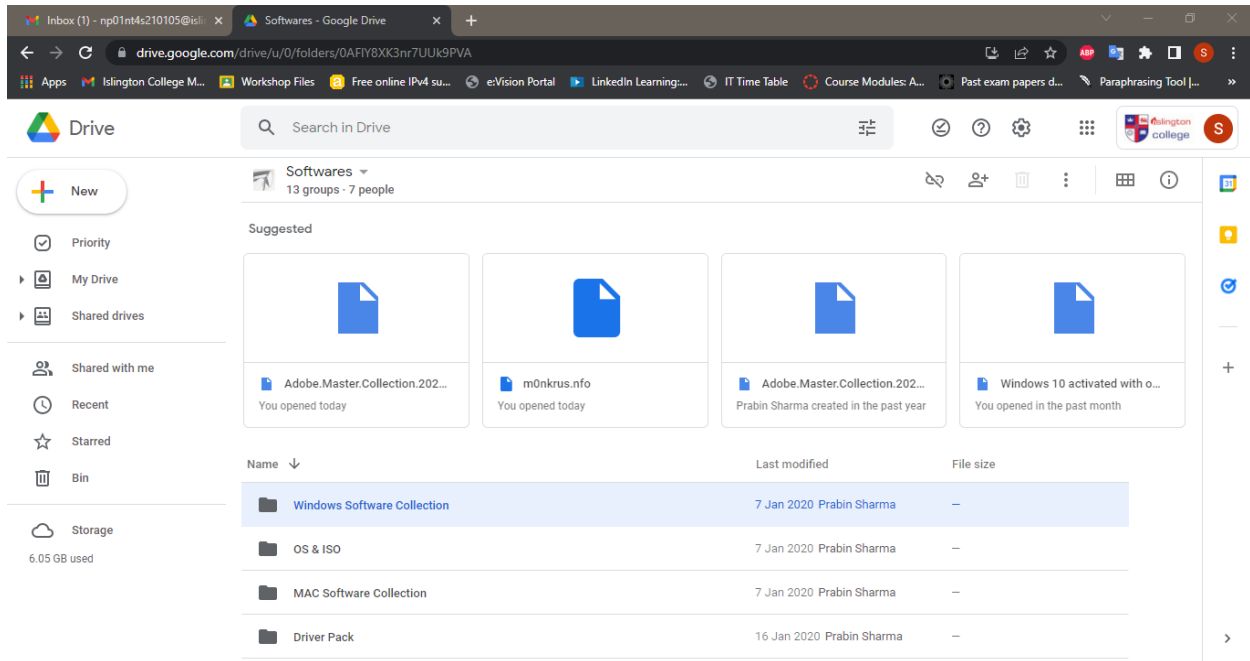 Inbox (1) - np01nt4s210105@isli
Softwares - Google Drive
drive.google.com/drive/u/0/folders/0AFIY8XK3nr7UUk9PVA
ABP
S
Apps
Islington College M...
Workshop Files
Free online IPv4 su...
e:Vision Portal
LinkedIn Learning:...
IT Time Table
Course Modules: A...
Past exam papers d...
Paraphrasing Tool |...
»
Drive
Search in Drive
islington
college
S
New
Softwares
13 groups · 7 people
31
Priority
My Drive
Shared drives
Shared with me
Recent
Starred
Bin
Storage
6.05 GB used
Suggested
Adobe.Master.Collection.202...
You opened today
m0nkrus.nfo
You opened today
Adobe.Master.Collection.202...
Prabin Sharma created in the past year
Windows 10 activated with o...
You opened in the past month
Name
Last modified
File size
Windows Software Collection
7 Jan 2020 Prabin Sharma
—
OS & ISO
7 Jan 2020 Prabin Sharma
—
MAC Software Collection
7 Jan 2020 Prabin Sharma
—
Driver Pack
16 Jan 2020 Prabin Sharma
—